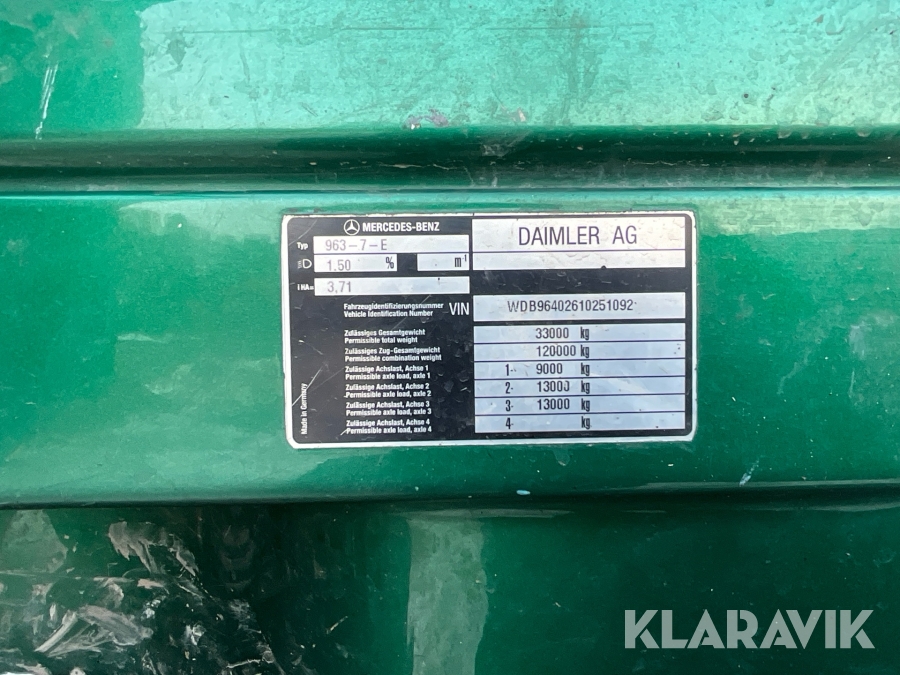 MERCEDES-BENZ
DAIMLER AG
Typ 963-7-E
1.50 % m-1
i HA= 3,71
Fahrzeugidentifizierungsnummer
Vehicle Identification Number
VIN WDB96402610251092
Zulässiges Gesamtgewicht
Permissible total weight
33000 kg
Zulässiges Zug-Gesamtgewicht
Permissible combination weight
120000 kg
Zulässige Achslast, Achse 1
Permissible axle load, axle 1
1- 9000 kg
Zulässige Achslast, Achse 2
Permissible axle load, axle 2
2- 13000 kg
Zulässige Achslast, Achse 3
Permissible axle load, axle 3
3- 13000 kg
Zulässige Achslast, Achse 4
Permissible axle load, axle 4
4- kg
Made in Germany
KLARAVIK